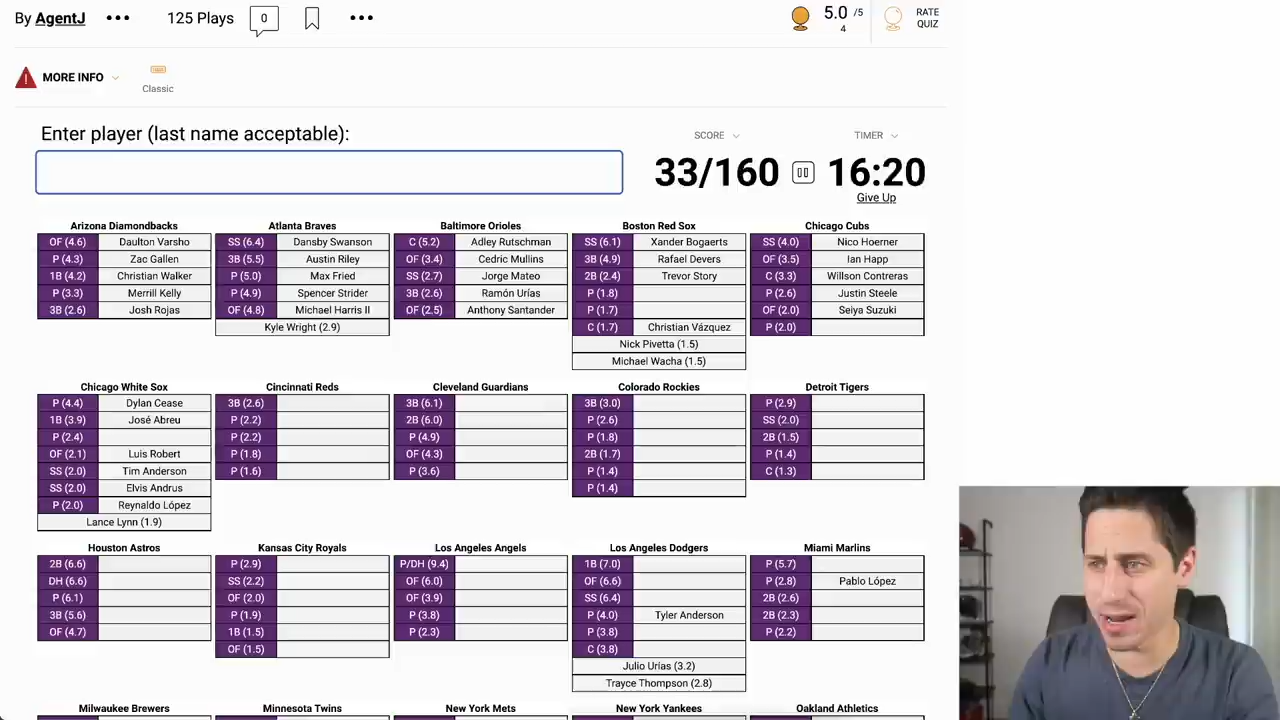 By AgentJ ••• 125 Plays 0 ••• 5.0 /5 4 RATE QUIZ
! MORE INFO Classic
Enter player (last name acceptable): SCORE TIMER
33/160 16:20
Give Up
Arizona Diamondbacks
OF (4.6) Daulton Varsho
P (4.3) Zac Gallen
1B (4.2) Christian Walker
P (3.3) Merrill Kelly
3B (2.6) Josh Rojas
Atlanta Braves
SS (6.4) Dansby Swanson
3B (5.5) Austin Riley
P (5.0) Max Fried
P (4.9) Spencer Strider
OF (4.8) Michael Harris II
Kyle Wright (2.9)
Baltimore Orioles
C (5.2) Adley Rutschman
OF (3.4) Cedric Mullins
SS (2.7) Jorge Mateo
3B (2.6) Ramón Urías
OF (2.5) Anthony Santander
Boston Red Sox
SS (6.1) Xander Bogaerts
3B (4.9) Rafael Devers
2B (2.4) Trevor Story
P (1.8)
P (1.7)
C (1.7) Christian Vázquez
Nick Pivetta (1.5)
Michael Wacha (1.5)
Chicago Cubs
SS (4.0) Nico Hoerner
OF (3.5) Ian Happ
C (3.3) Willson Contreras
P (2.6) Justin Steele
OF (2.0) Seiya Suzuki
P (2.0)
Chicago White Sox
P (4.4) Dylan Cease
1B (3.9) José Abreu
P (2.4)
OF (2.1) Luis Robert
SS (2.0) Tim Anderson
SS (2.0) Elvis Andrus
P (2.0) Reynaldo López
Lance Lynn (1.9)
Cincinnati Reds
3B (2.6)
P (2.2)
P (2.2)
P (1.8)
P (1.6)
Cleveland Guardians
3B (6.1)
2B (6.0)
P (4.9)
OF (4.3)
P (3.6)
Colorado Rockies
3B (3.0)
P (2.6)
P (1.8)
2B (1.7)
P (1.4)
P (1.4)
Detroit Tigers
P (2.9)
SS (2.0)
2B (1.5)
P (1.4)
C (1.3)
Houston Astros
2B (6.6)
DH (6.6)
P (6.1)
3B (5.6)
OF (4.7)
Kansas City Royals
P (2.9)
SS (2.2)
OF (2.0)
P (1.9)
1B (1.5)
OF (1.5)
Los Angeles Angels
P/DH (9.4)
OF (6.0)
OF (3.9)
P (3.8)
P (2.3)
Los Angeles Dodgers
1B (7.0)
OF (6.6)
SS (6.4)
P (4.0) Tyler Anderson
P (3.8)
C (3.8)
Julio Urías (3.2)
Trayce Thompson (2.8)
Miami Marlins
P (5.7)
P (2.8) Pablo López
2B (2.6)
2B (2.3)
P (2.2)
Milwaukee Brewers
Minnesota Twins
New York Mets
New York Yankees
Oakland Athletics